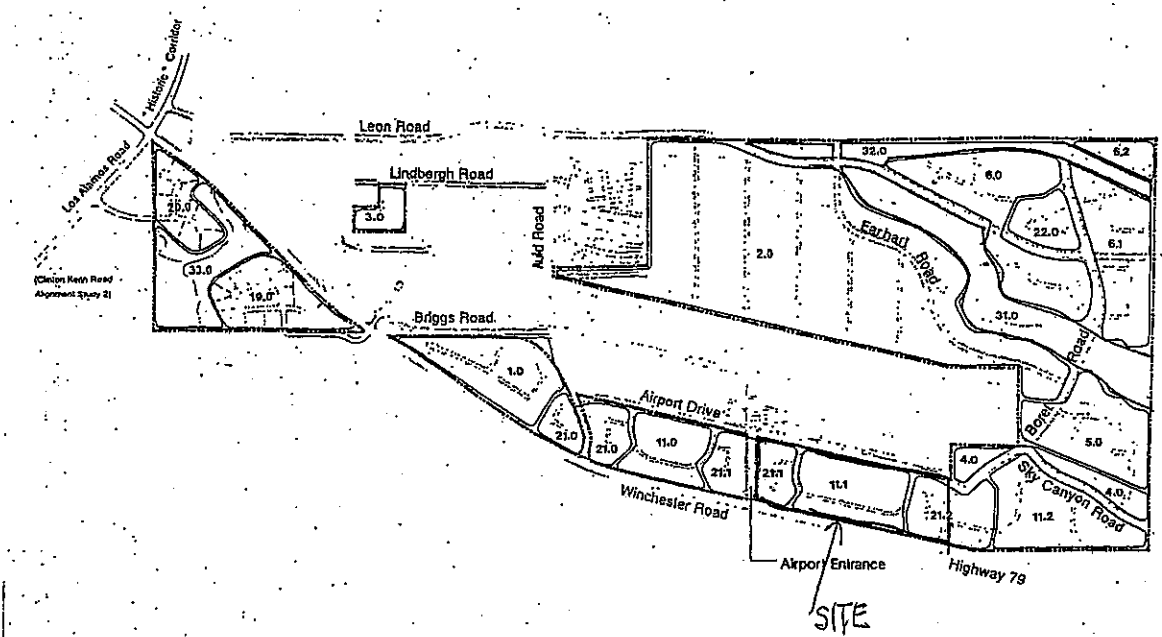 Historic Corridor
Leon Road
Los Alamos Road
Lindbergh Road
32.0
6.2
6.0
3.0
Auld Road
22.0
6.1
2.0
Earhart Road
33.0
(Clinton Keith Road
Alignment Study 2)
19.0
31.0
Briggs Road
Road
1.0
Borel
Airport Drive
5.0
21.0
21.0
11.0
21.1
21.1
11.1
4.0
4.0
Sky Canyon Road
Winchester Road
21.2
11.2
Airport Entrance
Highway 79
SITE